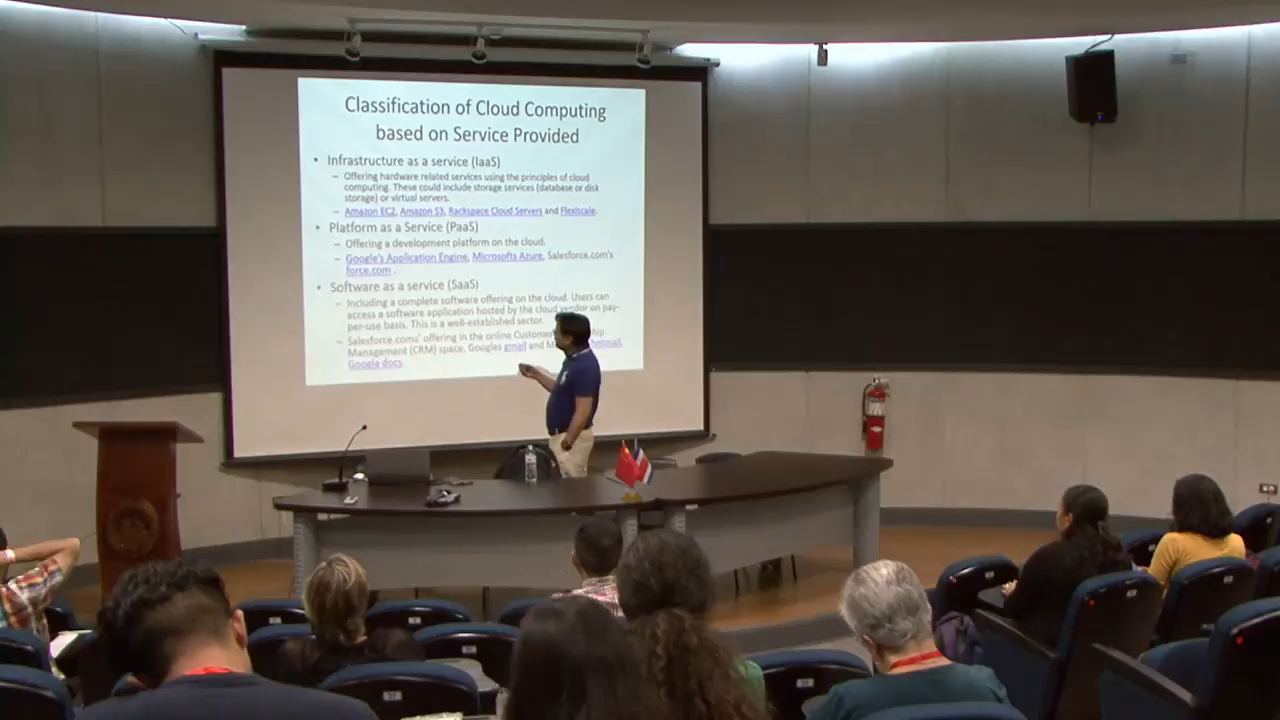 Classification of Cloud Computing
based on Service Provided
• Infrastructure as a service (IaaS)
– Offering hardware related services using the principles of cloud
computing. These could include storage services (database or disk
storage) or virtual servers.
– Amazon EC2, Amazon S3, Rackspace Cloud Servers and Flexiscale.
• Platform as a Service (PaaS)
– Offering a development platform on the cloud.
– Google's Application Engine, Microsofts Azure, Salesforce.com's
force.com .
• Software as a service (SaaS)
– Including a complete software offering on the cloud. Users can
access a software application hosted by the cloud vendor on pay-
per-use basis. This is a well-established sector.
– Salesforce.coms' offering in the online Customer
Management (CRM) space, Googles gmail and hotmail,
Google docs.